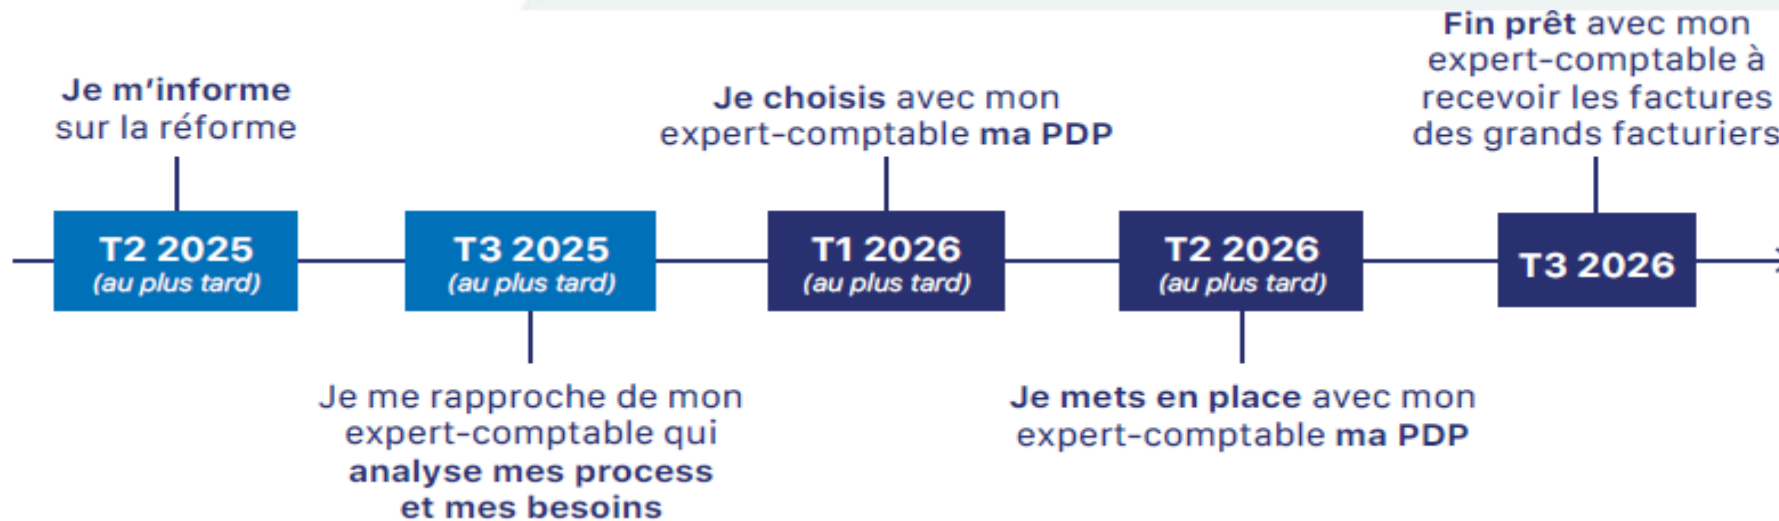 Je m'informe
sur la réforme
T2 2025
(au plus tard)
T3 2025
(au plus tard)
Je me rapproche de mon
expert-comptable qui
analyse mes process
et mes besoins
Je choisis avec mon
expert-comptable ma PDP
T1 2026
(au plus tard)
T2 2026
(au plus tard)
Je mets en place avec mon
expert-comptable ma PDP
Fin prêt avec mon
expert-comptable à
recevoir les factures
des grands facturiers
T3 2026